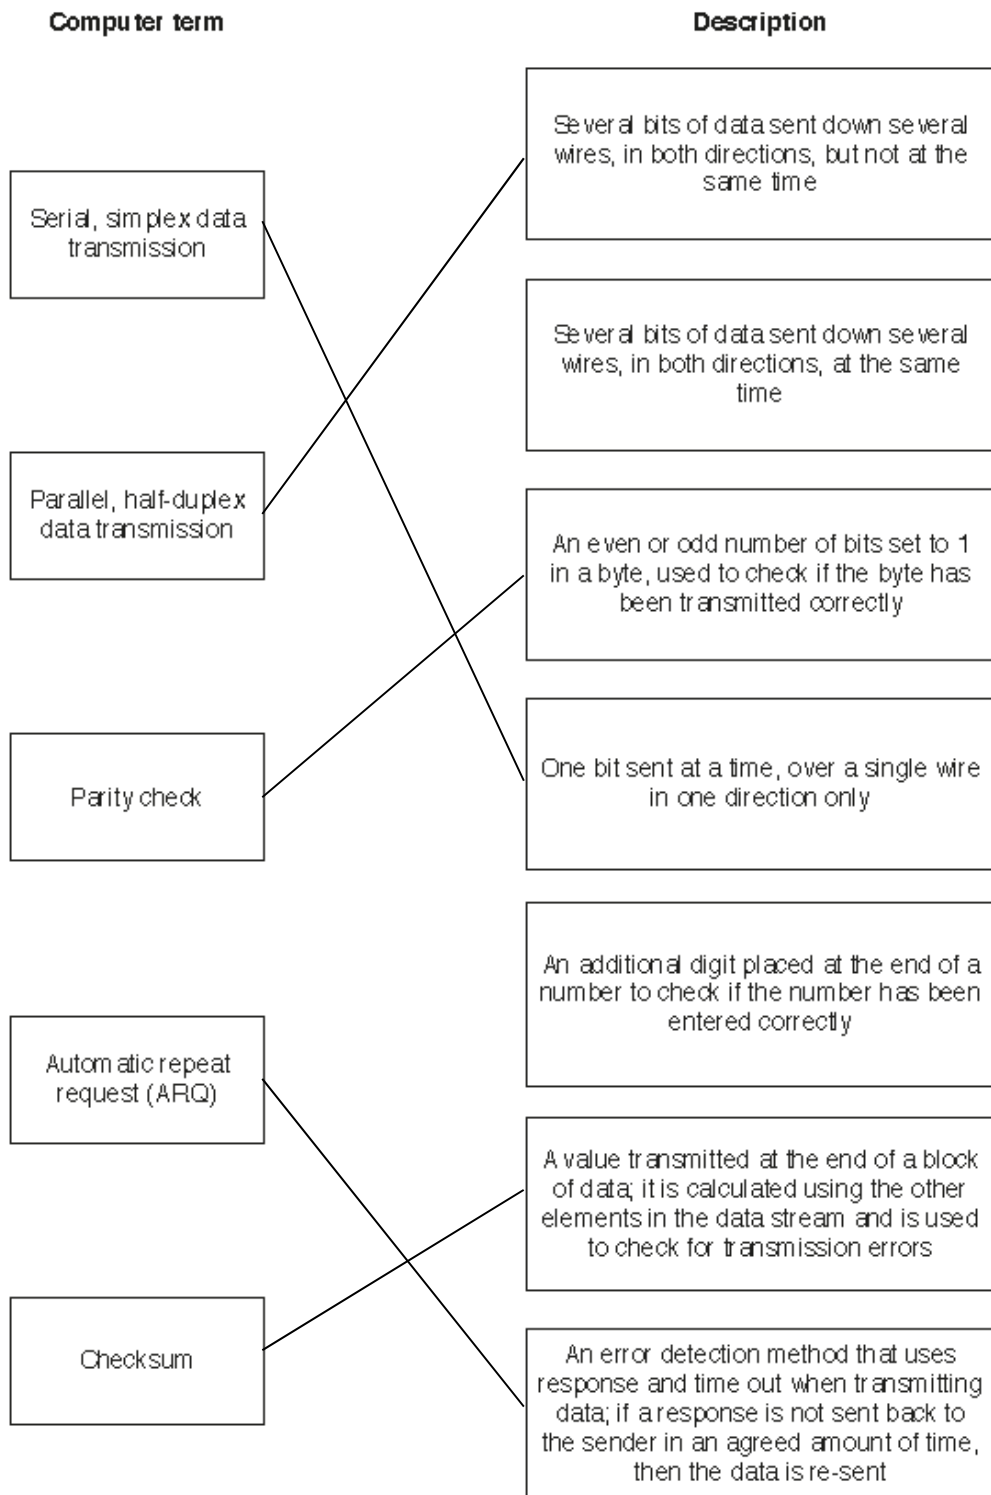 Computer term
Description
Serial, simplex data
transmission
Parallel, half-duplex
data transmission
Parity check
Automatic repeat
request (ARQ)
Checksum
Several bits of data sent down several
wires, in both directions, but not at the
same time
Several bits of data sent down several
wires, in both directions, at the same
time
An even or odd number of bits set to 1
in a byte, used to check if the byte has
been transmitted correctly
One bit sent at a time, over a single wire
in one direction only
An additional digit placed at the end of a
number to check if the number has been
entered correctly
A value transmitted at the end of a block
of data; it is calculated using the other
elements in the data stream and is used
to check for transmission errors
An error detection method that uses
response and time out when transmitting
data; if a response is not sent back to
the sender in an agreed amount of time,
then the data is re-sent